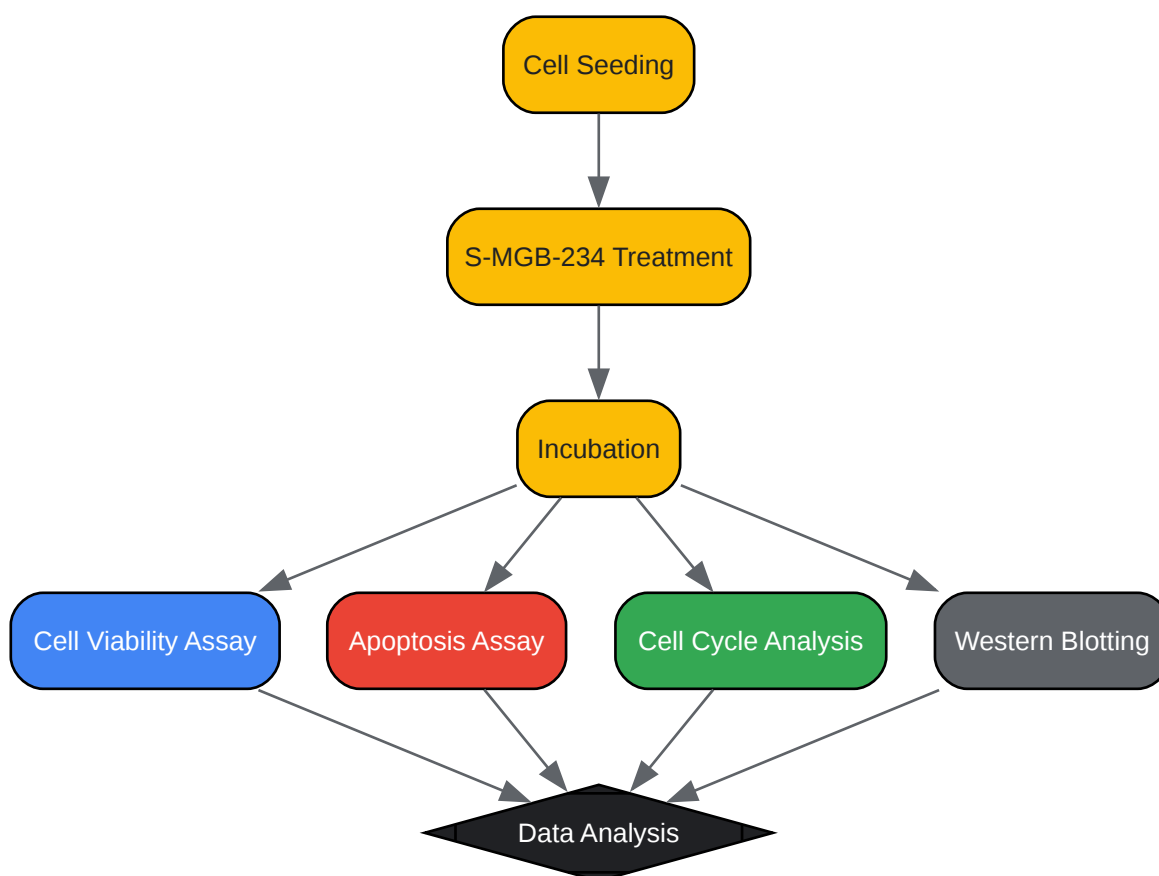 Cell Seeding
S-MGB-234 Treatment
Incubation
Cell Viability Assay
Apoptosis Assay
Cell Cycle Analysis
Western Blotting
Data Analysis